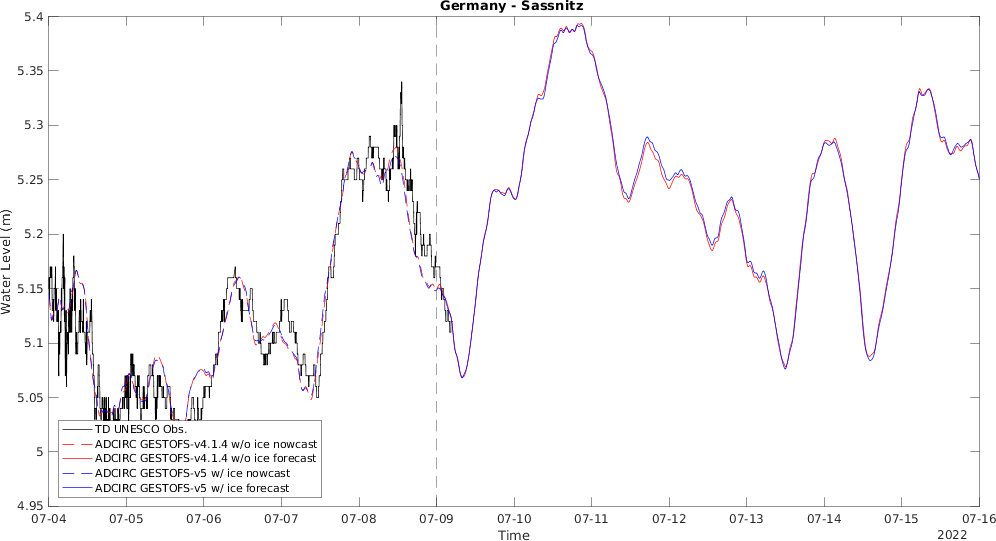 Germany - Sassnitz
Water Level (m)
5.4
5.35
5.3
5.25
5.2
5.15
5.1
5.05
5
4.95
TD UNESCO Obs.
ADCIRC GESTOFS-v4.1.4 w/o ice nowcast
ADCIRC GESTOFS-v4.1.4 w/o ice forecast
ADCIRC GESTOFS-v5 w/ ice nowcast
ADCIRC GESTOFS-v5 w/ ice forecast
07-04 07-05 07-06 07-07 07-08 07-09 07-10 07-11 07-12 07-13 07-14 07-15 07-16
Time
2022